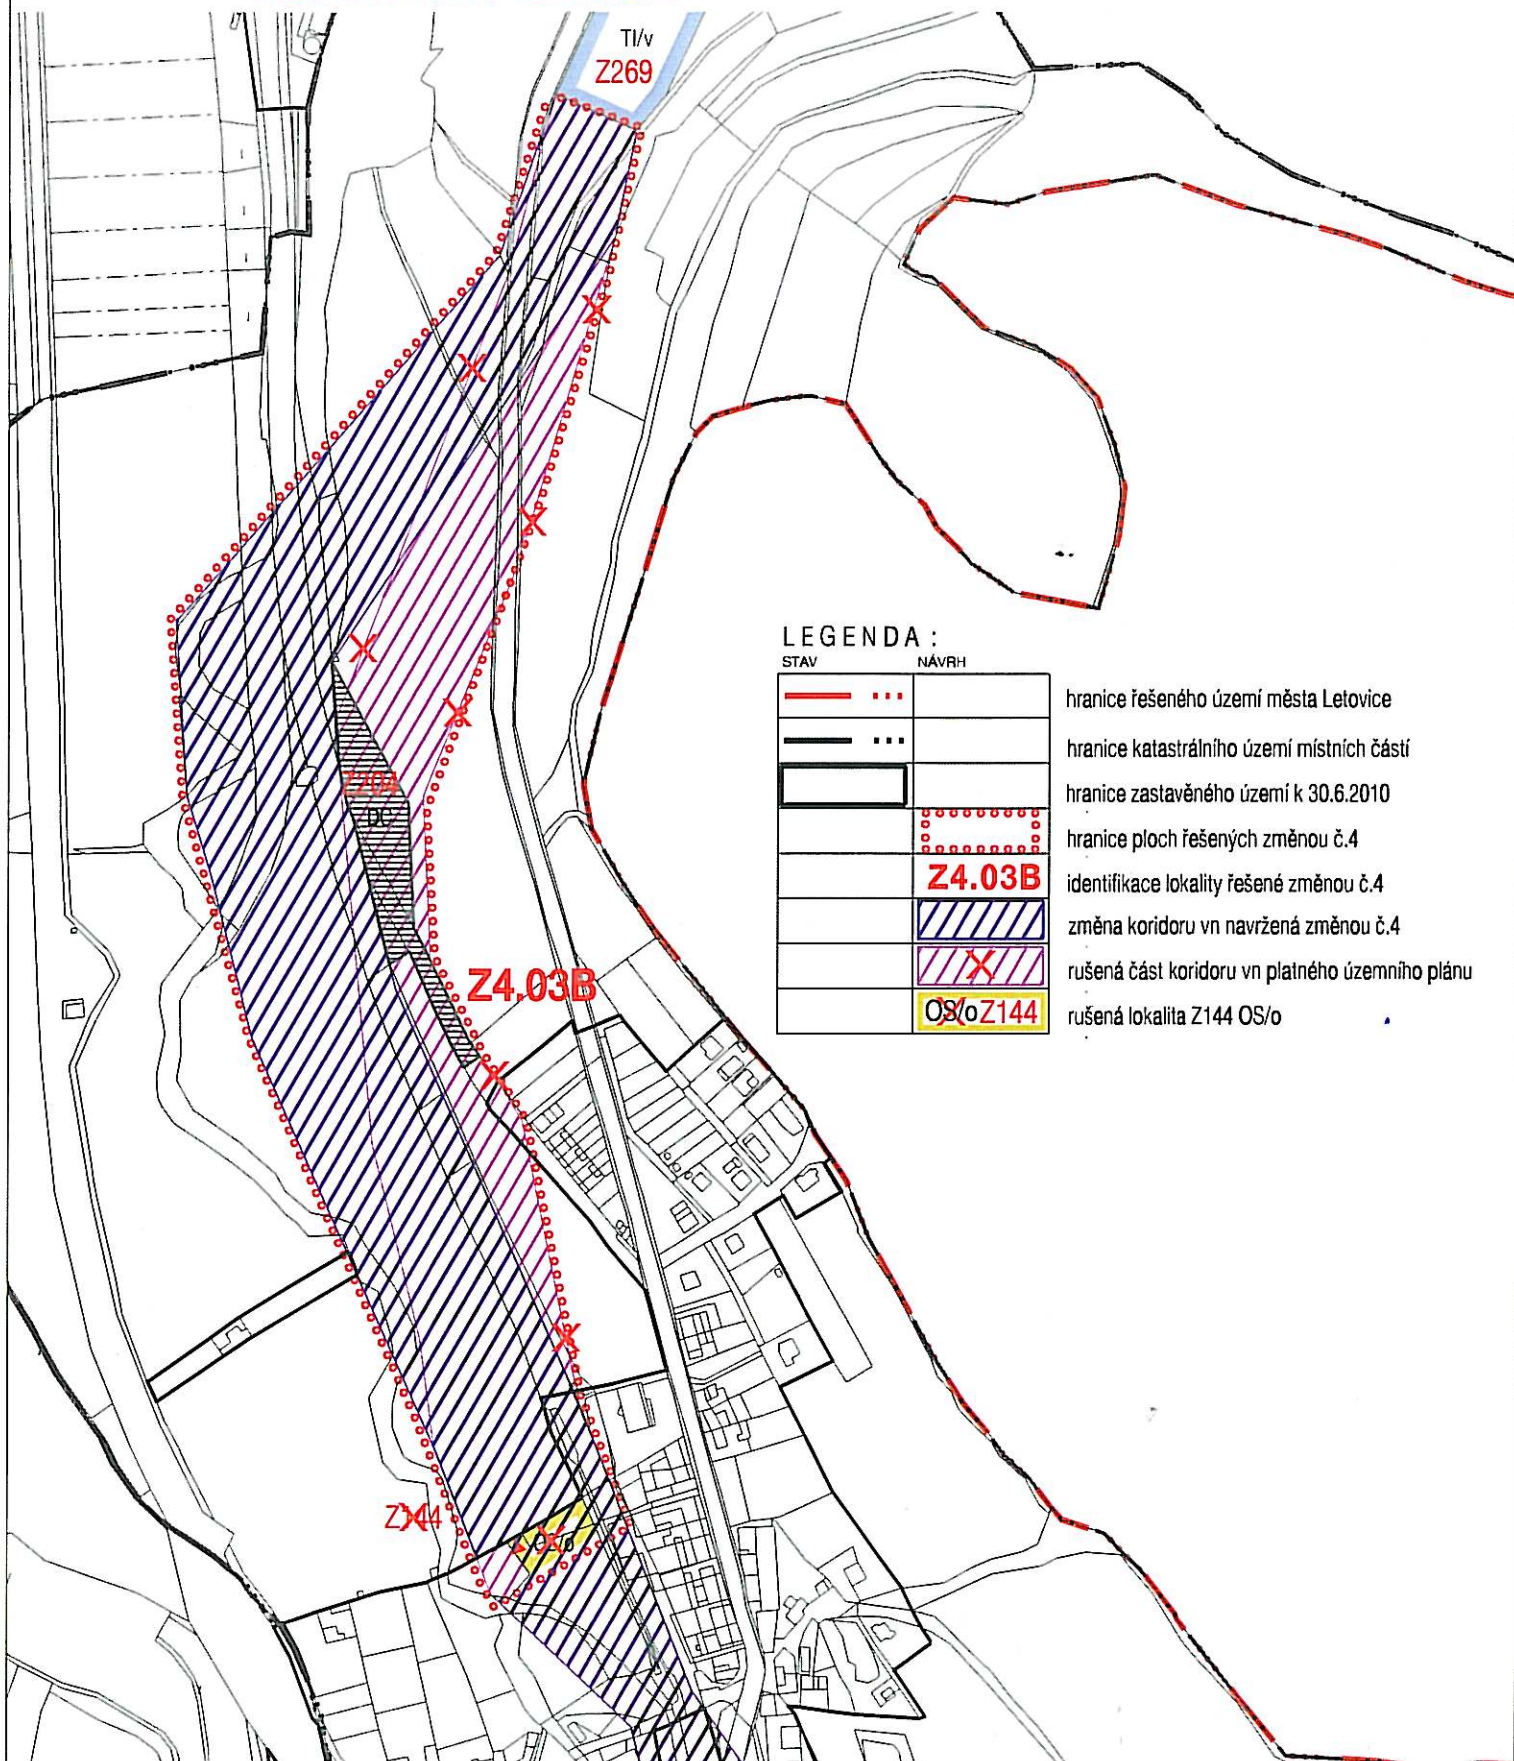 TI/v
Z269
LEGENDA :
STAV NÁVRH
hranice řešeného území města Letovice
hranice katastrálního území místních částí
hranice zastavěného území k 30.6.2010
hranice ploch řešených změnou č.4
Z4.03B identifikace lokality řešené změnou č.4
změna koridoru vn navržená změnou č.4
rušená část koridoru vn platného územního plánu
OS/o Z144 rušená lokalita Z144 OS/o
Z204
DC
Z4.03B
Z144